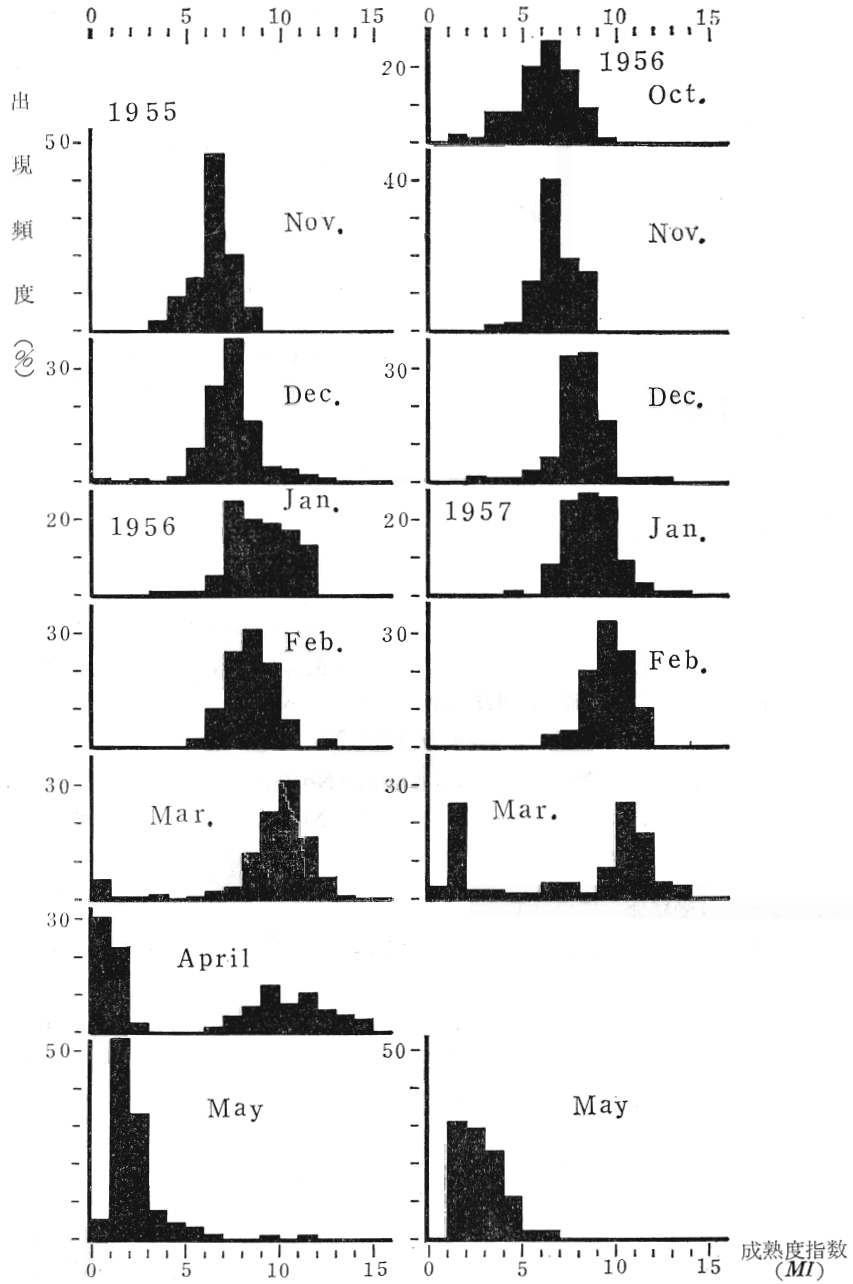 0 5 10 15
0 5 10 15
出現頻度(%)
1955
50
Nov.
30
Dec.
Jan.
20
1956
30
Feb.
30
Mar.
30
April
50
May
0 5 10 15
20
1956
Oct.
40
Nov.
30
Dec.
20
1957
Jan.
30
Feb.
30
Mar.
50
May
0 5 10 15
成熟度指数
(MI)